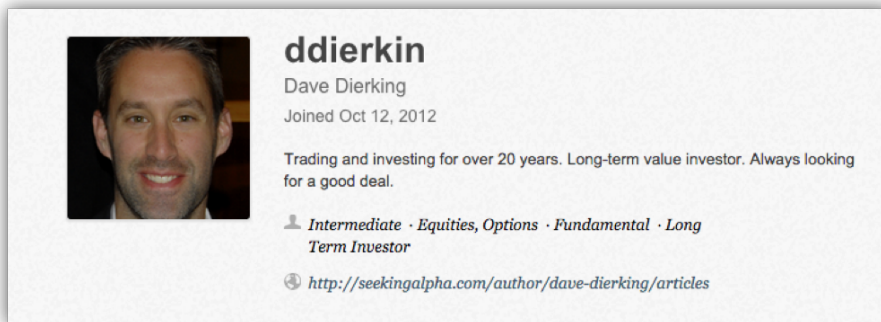 ddierkin
Dave Dierking
Joined Oct 12, 2012
Trading and investing for over 20 years. Long-term value investor. Always looking
for a good deal.
Intermediate · Equities, Options · Fundamental · Long
Term Investor
http://seekingalpha.com/author/dave-dierking/articles